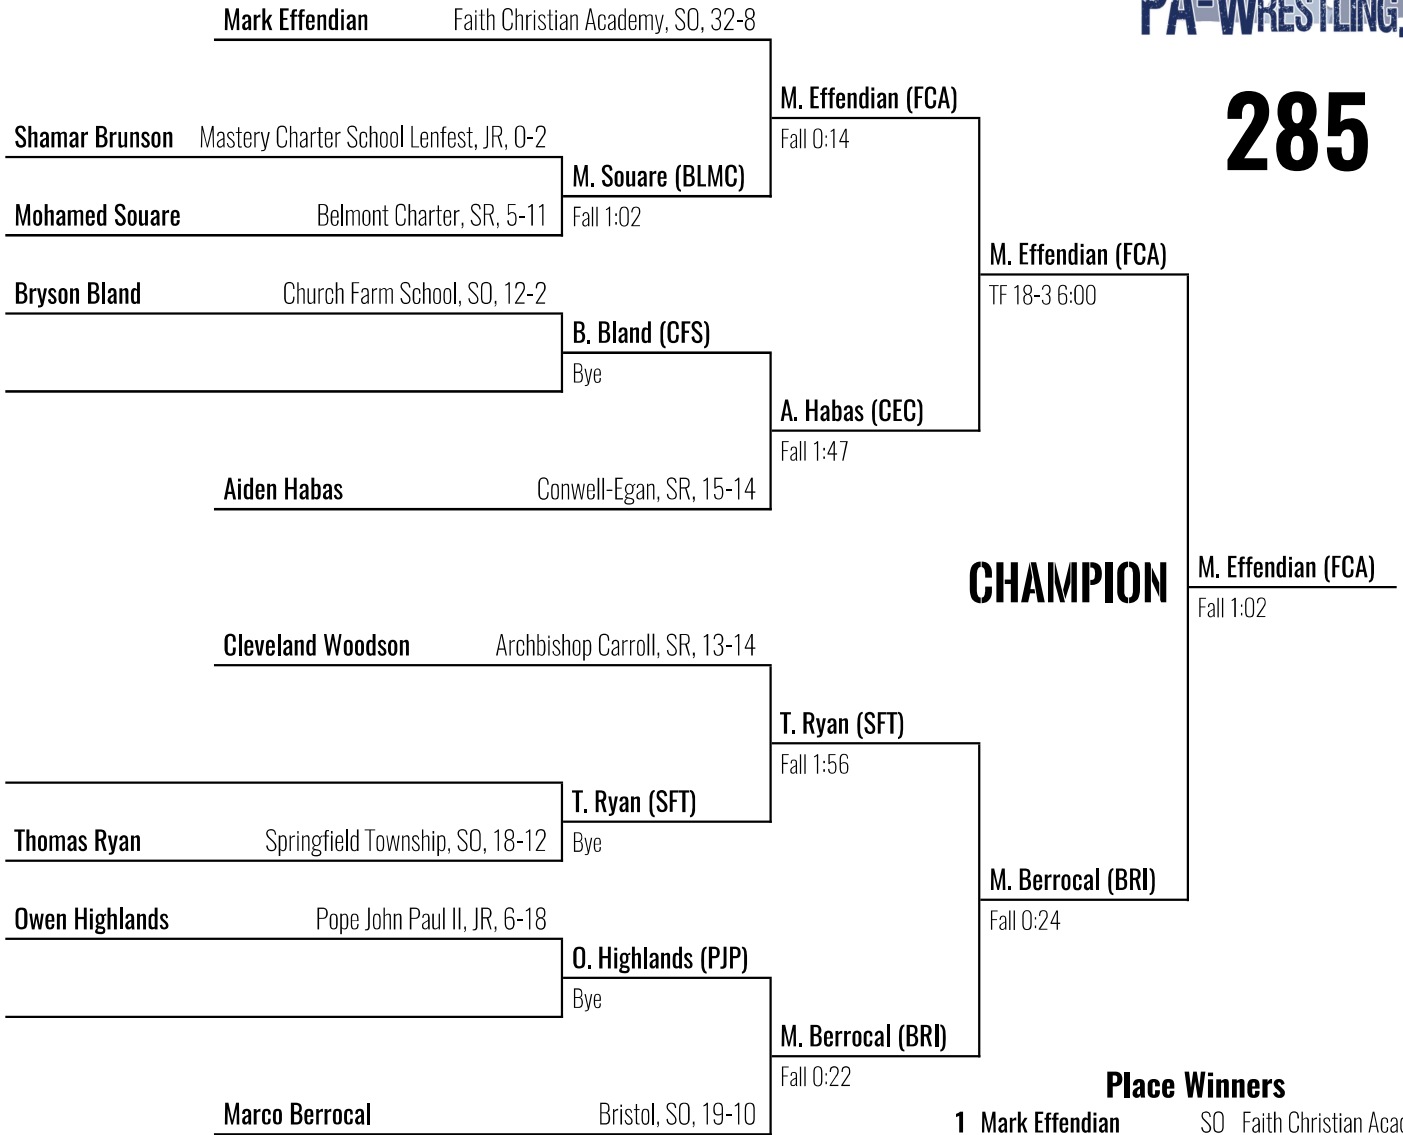 PA-WRESTLING.
285
Mark Effendian Faith Christian Academy, SO, 32-8
M. Effendian (FCA)
Fall 0:14
Shamar Brunson Mastery Charter School Lenfest, JR, 0-2
M. Souare (BLMC)
Fall 1:02
Mohamed Souare Belmont Charter, SR, 5-11
M. Effendian (FCA)
TF 18-3 6:00
Bryson Bland Church Farm School, SO, 12-2
B. Bland (CFS)
Bye
A. Habas (CEC)
Fall 1:47
Aiden Habas Conwell-Egan, SR, 15-14
CHAMPION
M. Effendian (FCA)
Fall 1:02
Cleveland Woodson Archbishop Carroll, SR, 13-14
T. Ryan (SFT)
Fall 1:56
T. Ryan (SFT)
Bye
Thomas Ryan Springfield Township, SO, 18-12
M. Berrocal (BRI)
Fall 0:24
Owen Highlands Pope John Paul II, JR, 6-18
O. Highlands (PJP)
Bye
M. Berrocal (BRI)
Fall 0:22
Marco Berrocal Bristol, SO, 19-10
Place Winners
1 Mark Effendian SO Faith Christian Acad